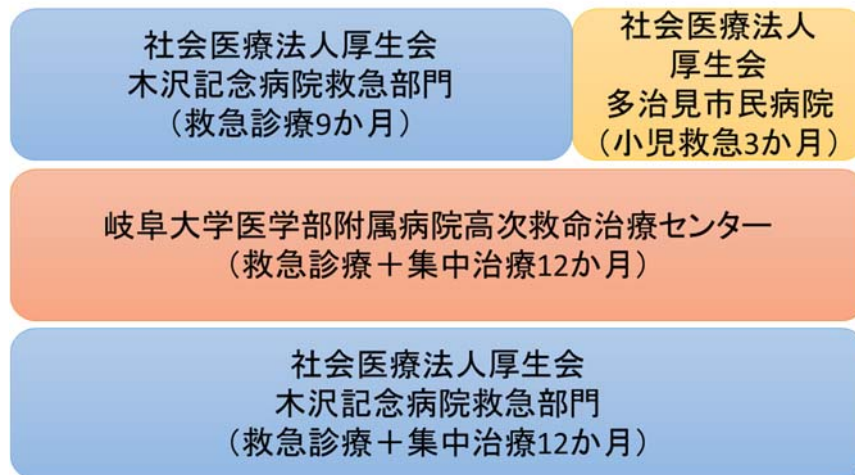 社会医療法人厚生会
木沢記念病院救急部門
（救急診療9か月）
社会医療法人
厚生会
多治見市民病院
（小児救急3か月）
岐阜大学医学部附属病院高次救命治療センター
（救急診療＋集中治療12か月）
社会医療法人厚生会
木沢記念病院救急部門
（救急診療＋集中治療12か月）